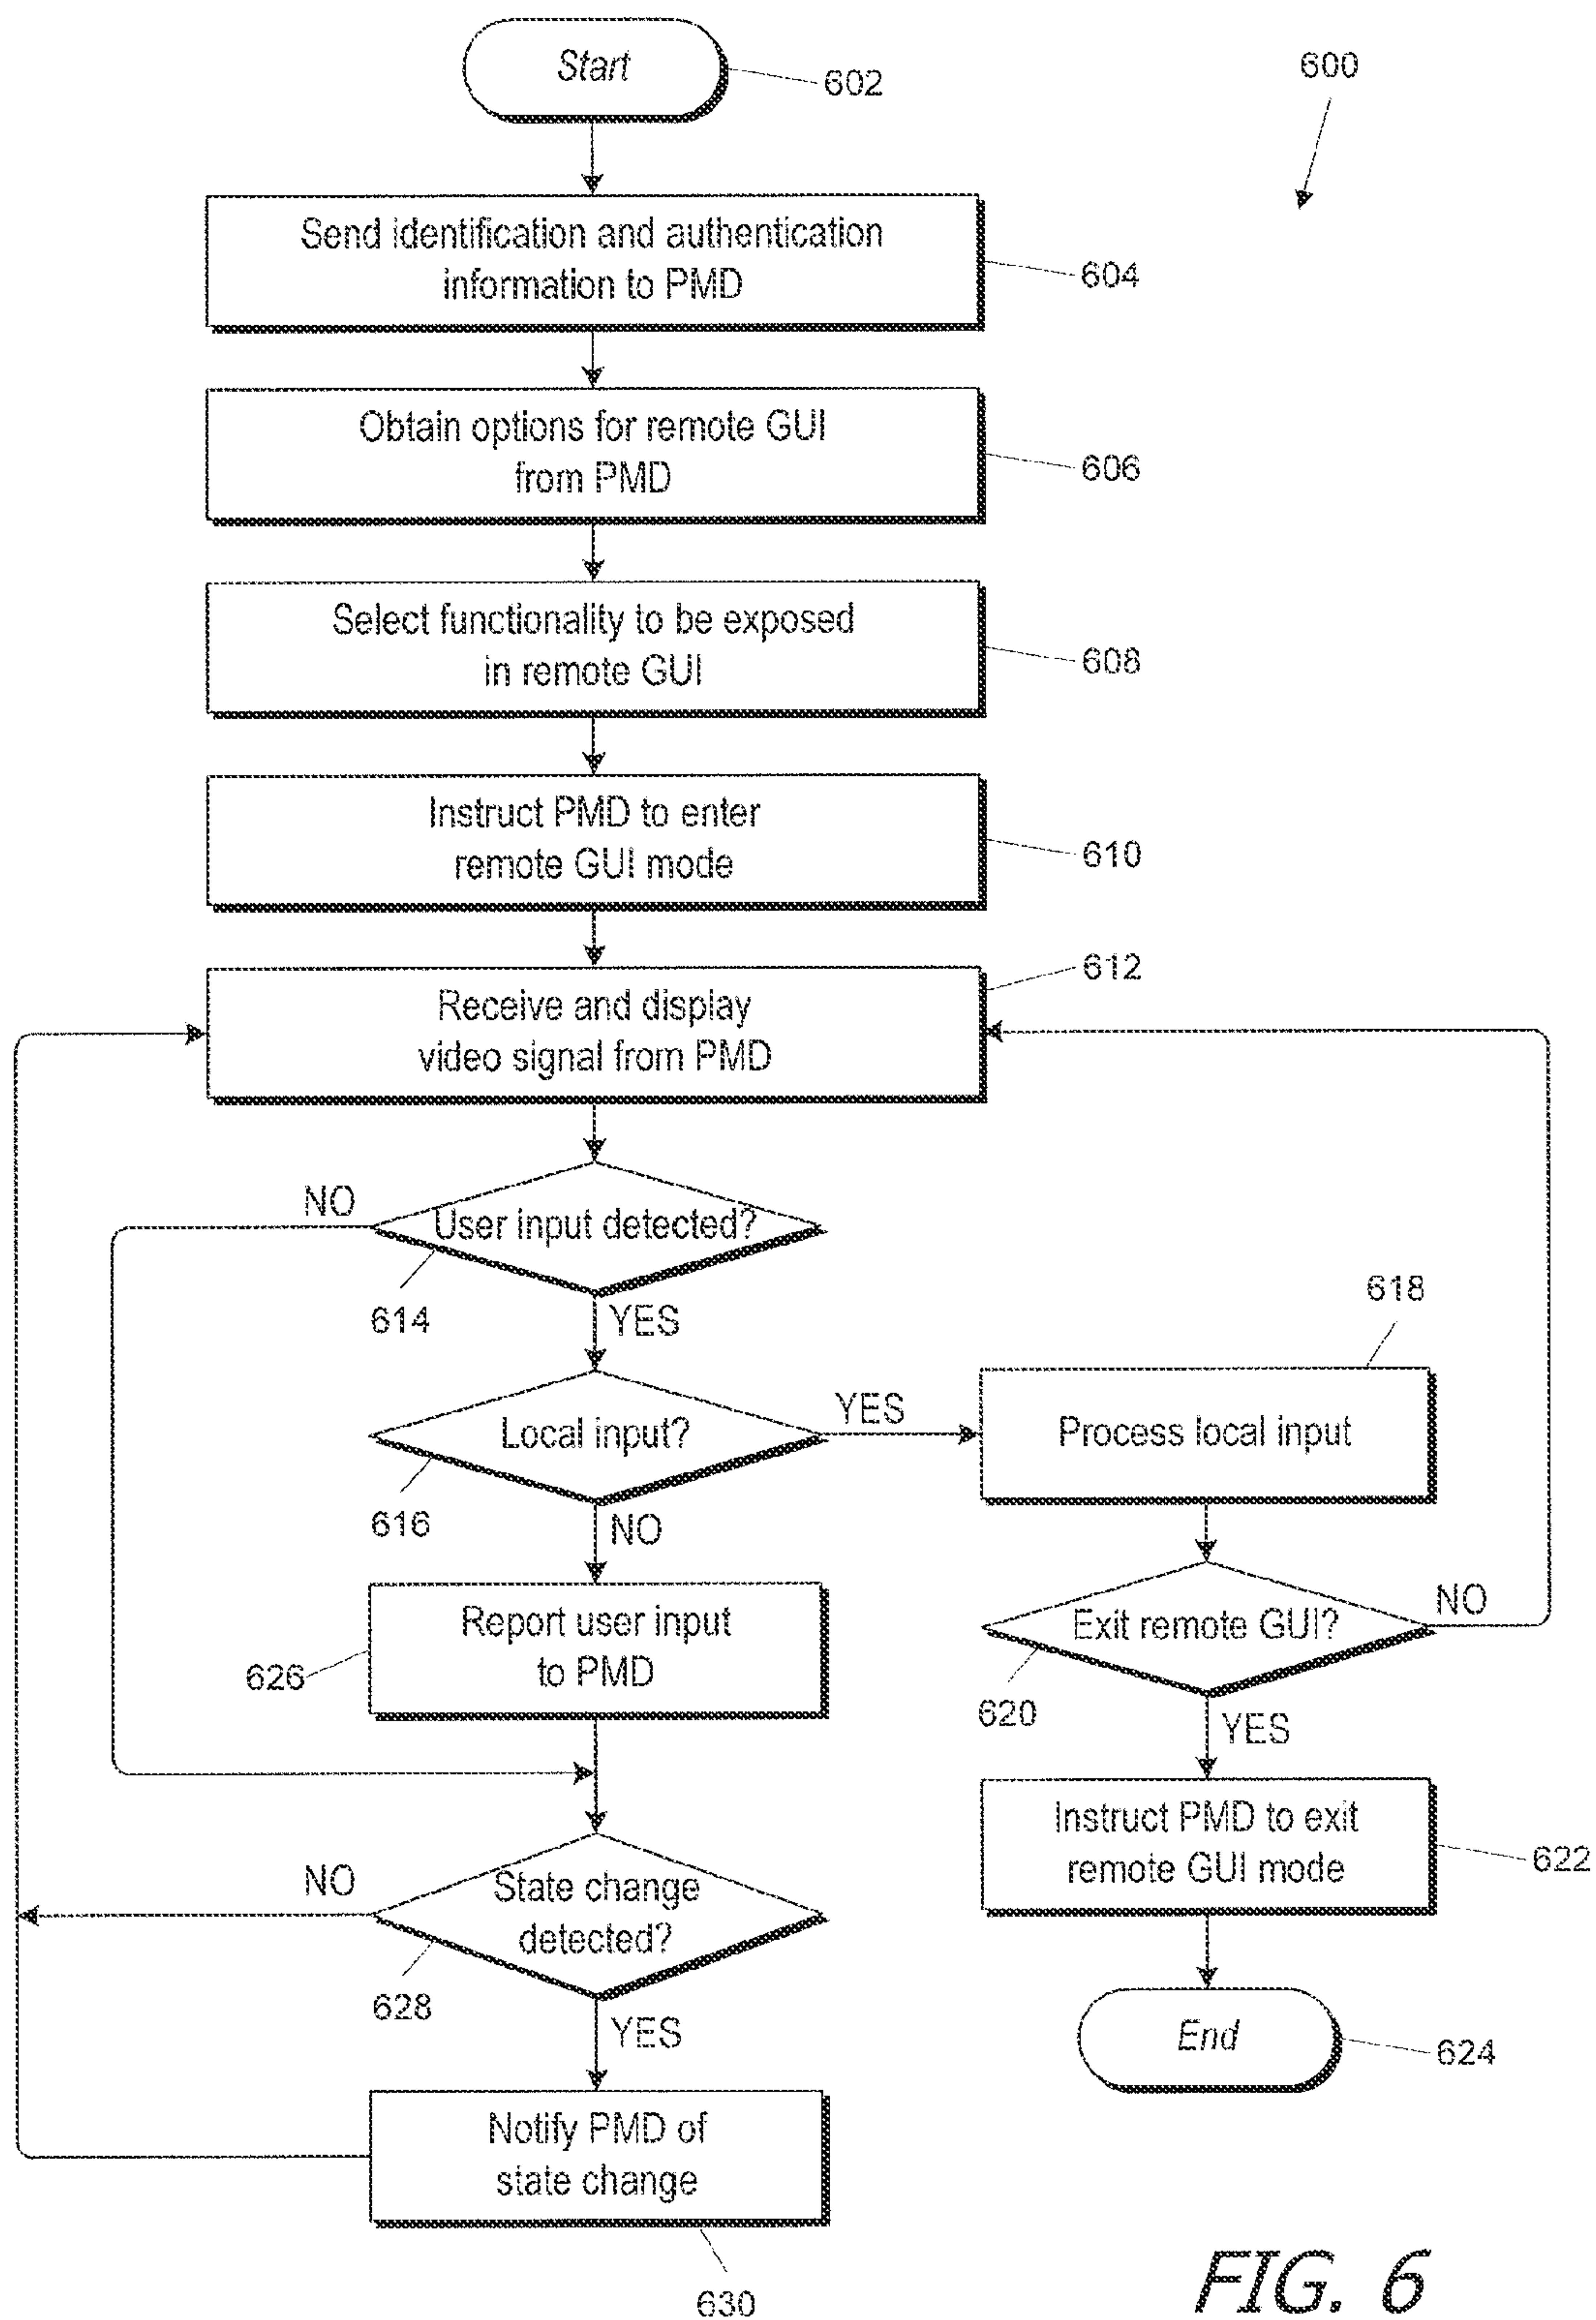 Start
602
600
Send identification and authentication
information to PMD
604
Obtain options for remote GUI
from PMD
606
Select functionality to be exposed
in remote GUI
608
Instruct PMD to enter
remote GUI mode
610
612
Receive and display
video signal from PMD
NO
User input detected?
614
YES
618
Local input?
YES
Process local input
616
NO
Report user input
to PMD
626
Exit remote GUI?
NO
620
YES
Instruct PMD to exit
remote GUI mode
622
NO
State change
detected?
628
YES
End
624
Notify PMD of
state change
630
FIG. 6